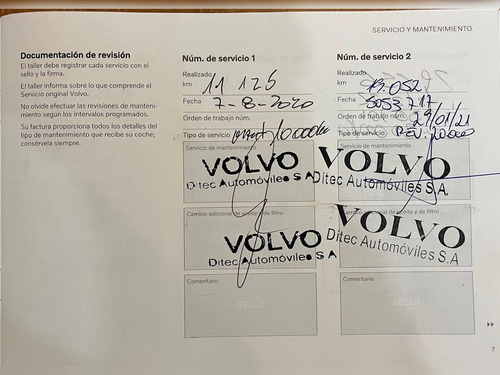 SERVICIO Y MANTENIMIENTO
Documentación de revisión
El taller debe registrar cada servicio con el
sello y la firma.
El taller informa sobre lo que comprende el
Servicio original Volvo.
No olvide efectuar las revisiones de manteni-
miento según los intervalos programados.
Su factura proporciona todos los detalles del
tipo de mantenimiento que recibe su coche;
consérvela siempre.
Núm. de servicio 1
Realizado
km 11 126
Fecha 7-8-2020
Orden de trabajo núm.
Tipo de servicio 10000
Servicio de mantenimiento
VOLVO
Ditec Automóviles S A
Cambio adicional de aceite y de filtro
VOLVO
Ditec Automóviles S A
Comentario
Núm. de servicio 2
Realizado
km
Fecha 3053717
Orden de trabajo núm. 29/01/21
Tipo de servicio REV. 20.000
Servicio de mantenimiento
VOLVO
Ditec Automóviles S.A.
Cambio adicional de aceite y de filtro
VOLVO
Ditec Automóviles S.A
Comentario
SELLO
7